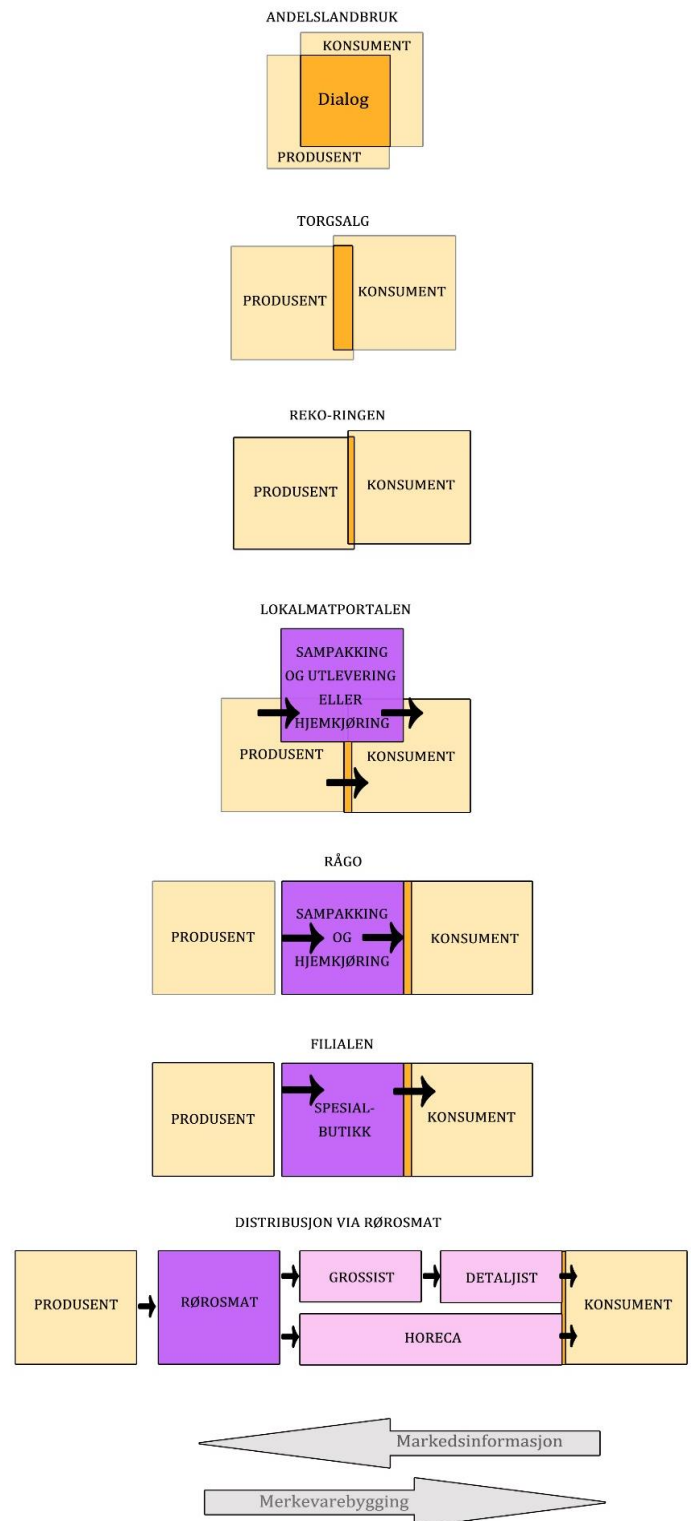 ANDELSLANDBRUK
KONSUMENT
Dialog
PRODUSENT
TORGSALG
PRODUSENT
KONSUMENT
REKO-RINGEN
PRODUSENT
KONSUMENT
LOKALMATPORTALEN
SAMPAKKING
OG UTLEVERING
ELLER
HJEMKJØRING
PRODUSENT
KONSUMENT
RÅGO
PRODUSENT
SAMPAKKING
OG
HJEMKJØRING
KONSUMENT
FILIALEN
PRODUSENT
SPESIAL-
BUTIKK
KONSUMENT
DISTRIBUSJON VIA RØROSMAT
PRODUSENT
RØROSMAT
GROSSIST
DETALJIST
HORECA
KONSUMENT
Markedsinformasjon
Merkevarebygging